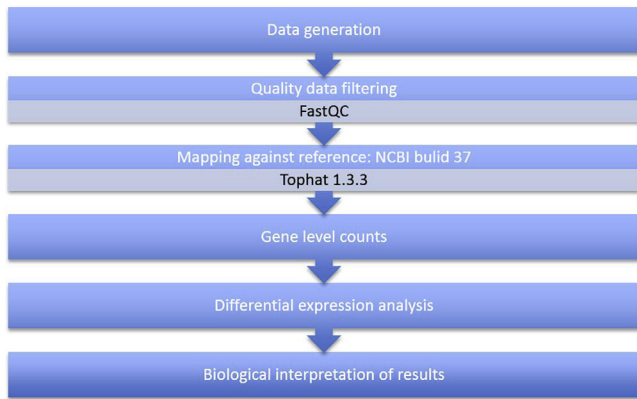 Data generation
Quality data filtering
FastQC
Mapping against reference: NCBI bulid 37
Tophat 1.3.3
Gene level counts
Differential expression analysis
Biological interpretation of results